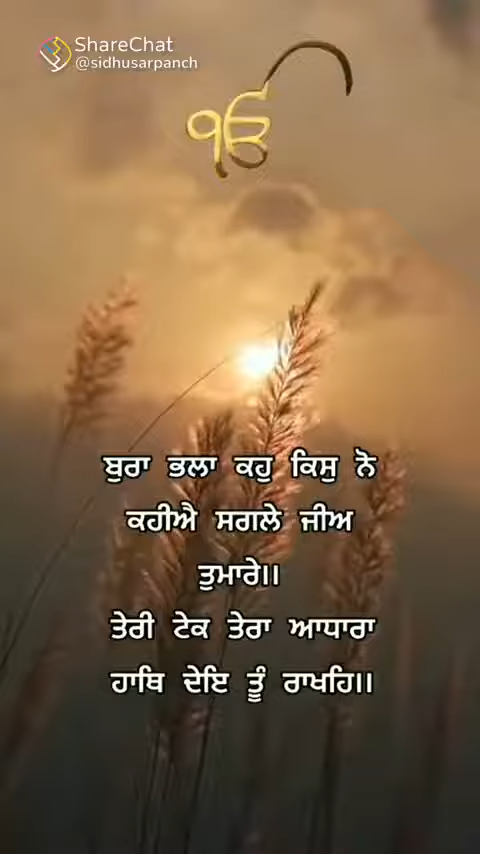 ShareChat
@sidhusarpanch
ੴ
ਬੁਰਾ ਭਲਾ ਕਹੁ ਕਿਸੁ ਨੋ
ਕਹੀਐ ਸਗਲੇ ਜੀਅ
ਤੁਮਾਰੇ।।
ਤੇਰੀ ਟੇਕ ਤੇਰਾ ਆਧਾਰਾ
ਹਾਥਿ ਦੇਇ ਤੂੰ ਰਾਖਹਿ।।